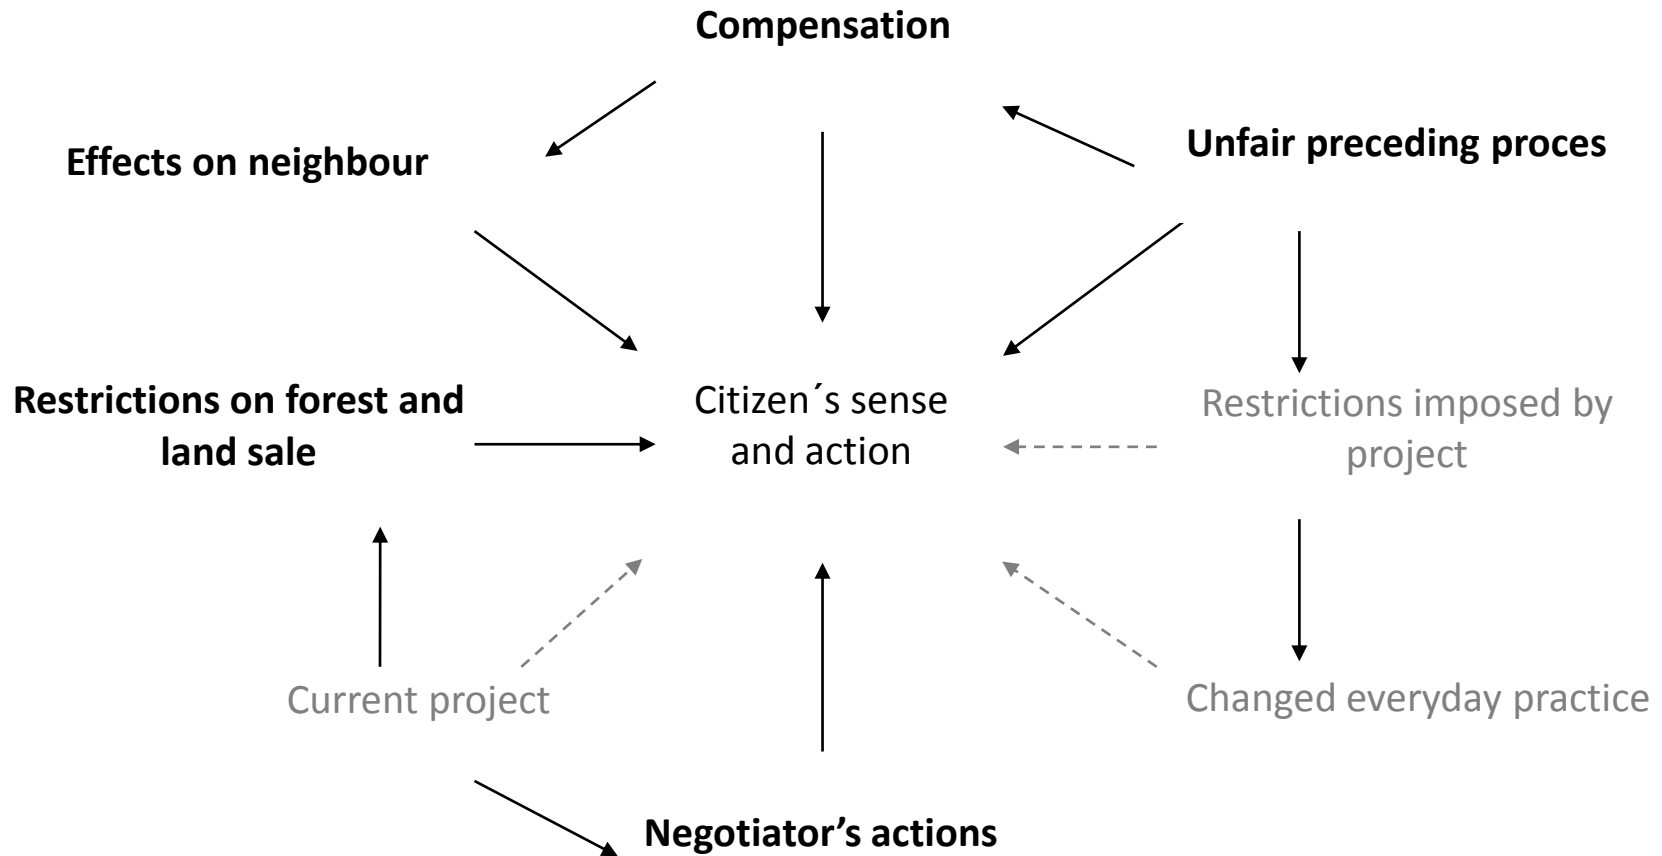 Compensation
Unfair preceding proces
Effects on neighbour
Restrictions on forest and
land sale
Citizen´s sense
and action
Restrictions imposed by
project
Current project
Changed everyday practice
Negotiator’s actions